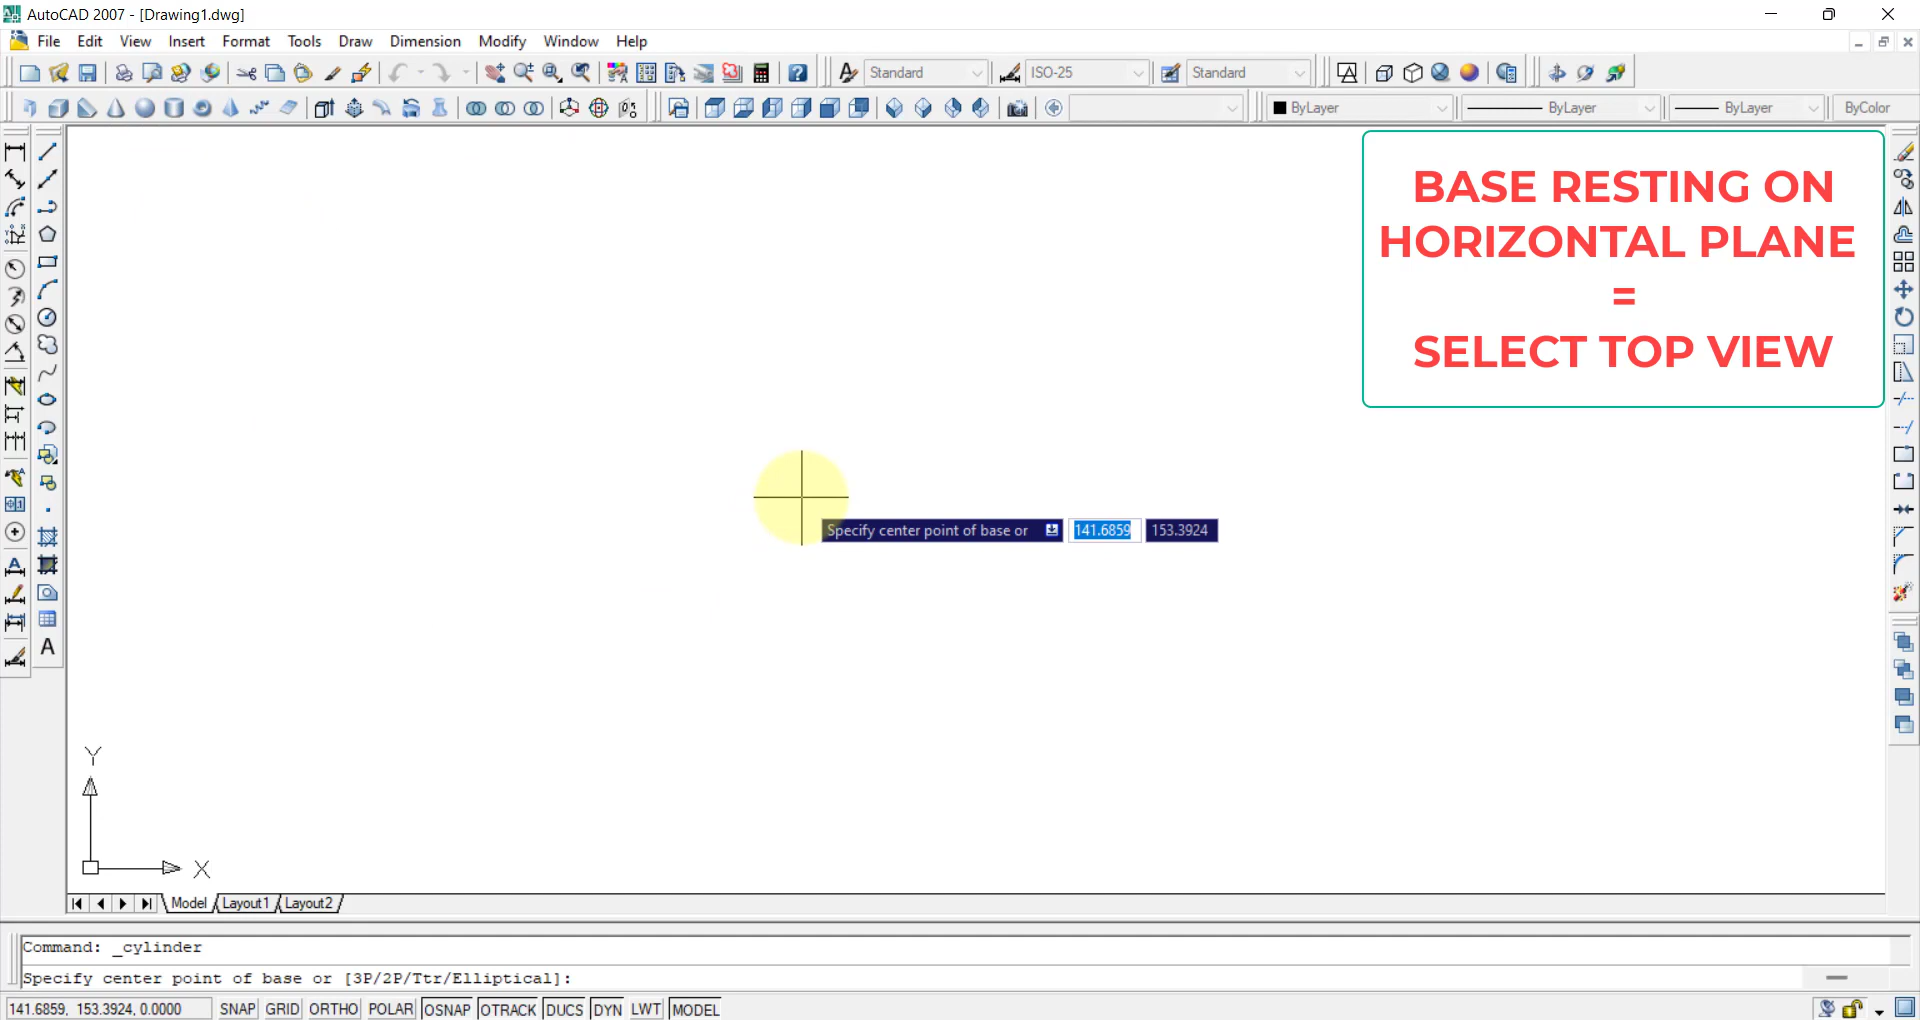 AutoCAD 2007 - [Drawing1.dwg]
File Edit View Insert Format Tools Draw Dimension Modify Window Help
Standard ISO-25 Standard
ByLayer ByLayer ByLayer ByColor
BASE RESTING ON
HORIZONTAL PLANE
=
SELECT TOP VIEW
Specify center point of base or 141.6859 153.3924
Y
X
A
Model Layout1 Layout2
Command: _cylinder
Specify center point of base or [3P/2P/Ttr/Elliptical]:
141.6859, 153.3924, 0.0000 SNAP GRID ORTHO POLAR OSNAP OTRACK DUCS DYN LWT MODEL